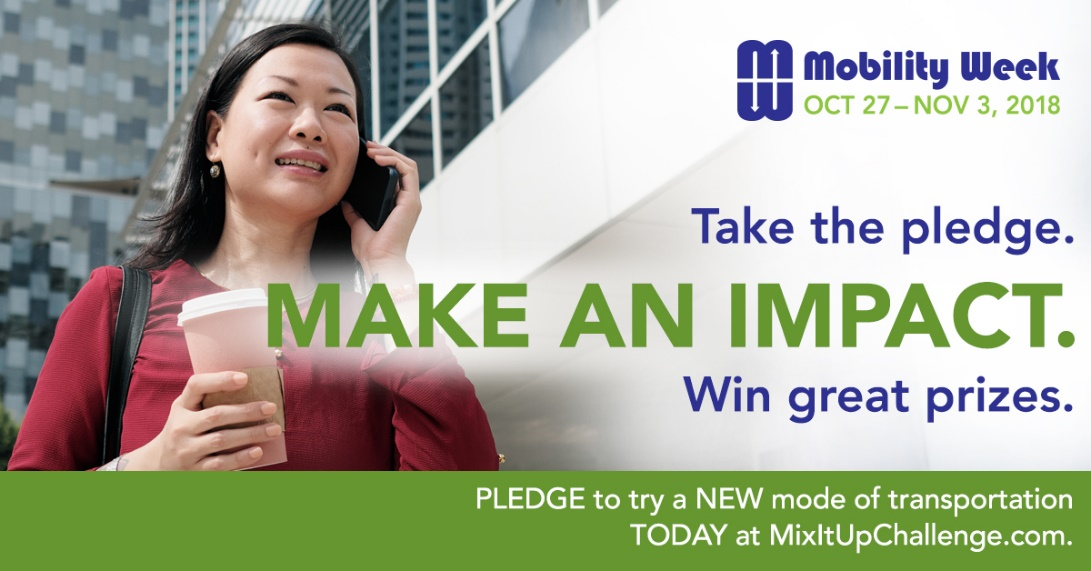 Mobility Week
OCT 27 – NOV 3, 2018
Take the pledge.
MAKE AN IMPACT.
Win great prizes.
PLEDGE to try a NEW mode of transportation
TODAY at MixItUpChallenge.com.